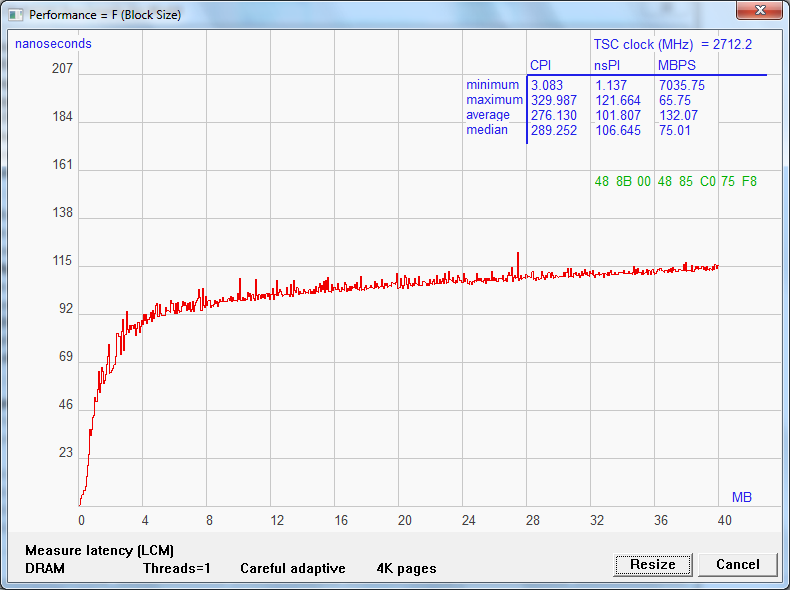 Performance = F (Block Size)
nanoseconds
TSC clock (MHz) = 2712.2
CPI nsPI MBPS
minimum 3.083 1.137 7035.75
maximum 329.987 121.664 65.75
average 276.130 101.807 132.07
median 289.252 106.645 75.01
48 8B 00 48 85 C0 75 F8
207
184
161
138
115
92
69
46
23
MB
0 4 8 12 16 20 24 28 32 36 40
Measure latency (LCM)
DRAM Threads=1 Careful adaptive 4K pages
Resize Cancel